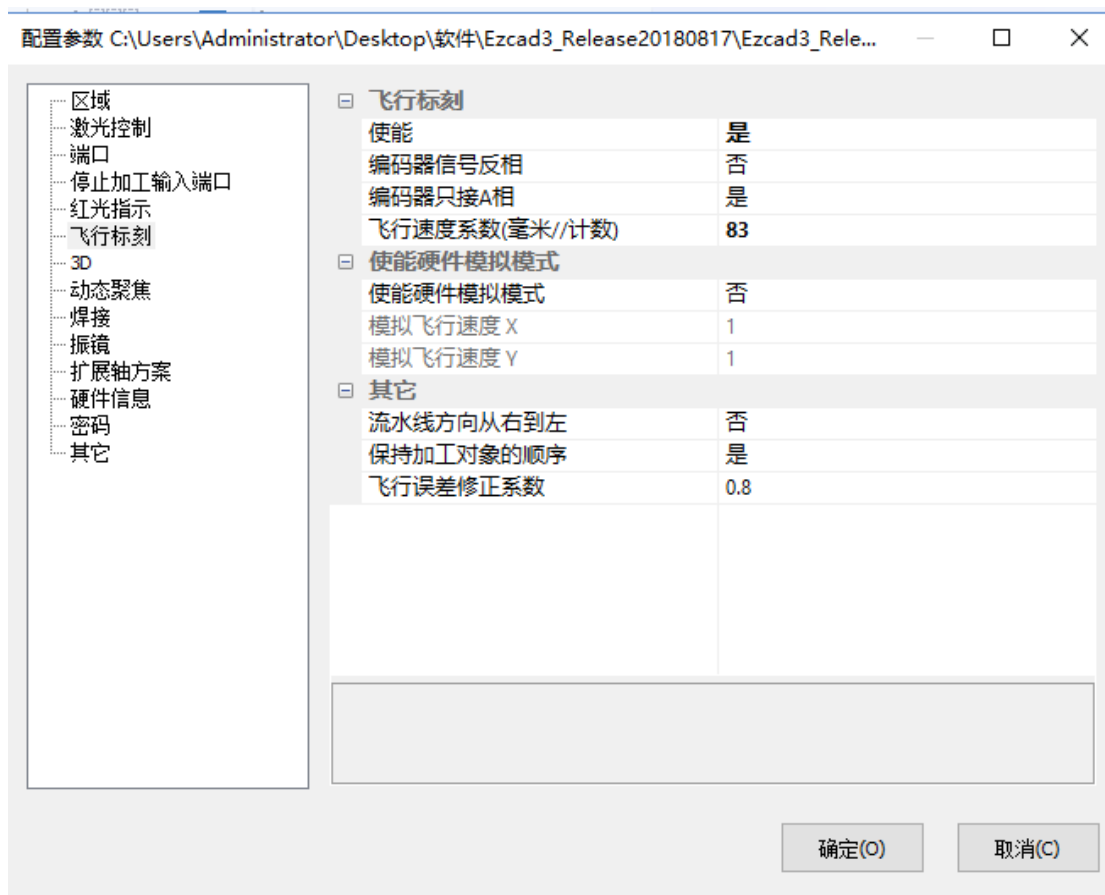 配置参数 C:\Users\Administrator\Desktop\软件\Ezcad3_Release20180817\Ezcad3_Rele...
区域
激光控制
端口
停止加工输入端口
红光指示
飞行标刻
3D
动态聚焦
焊接
振镜
扩展轴方案
硬件信息
密码
其它
飞行标刻
使能 是
编码器信号反相 否
编码器只接A相 是
飞行速度系数(毫米//计数) 83
使能硬件模拟模式
使能硬件模拟模式 否
模拟飞行速度 X 1
模拟飞行速度 Y 1
其它
流水线方向从右到左 否
保持加工对象的顺序 是
飞行误差修正系数 0.8
确定(O) 取消(C)